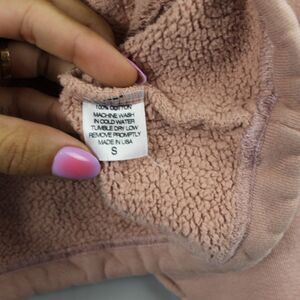 100% COTTON
MACHINE WASH
IN COLD WATER
TUMBLE DRY LOW
REMOVE PROMPTLY
MADE IN USA
S